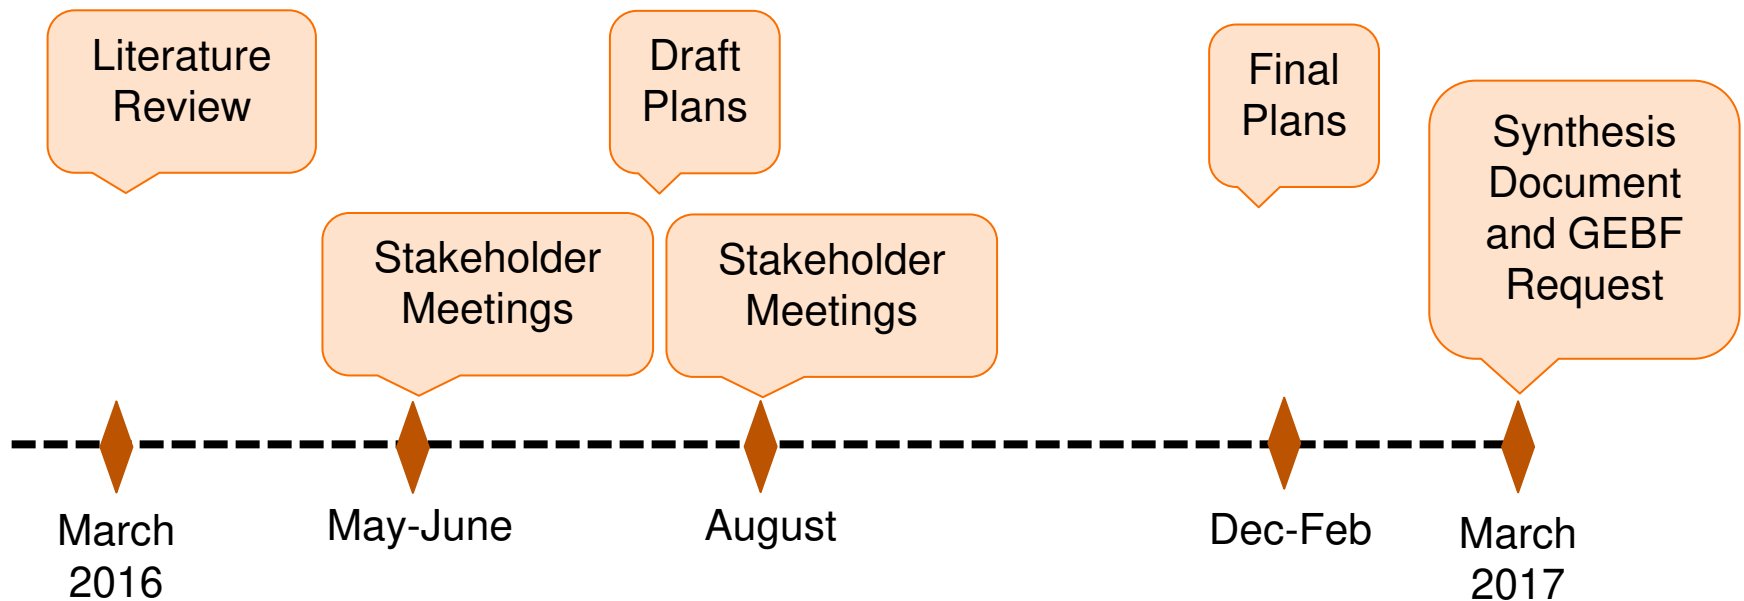 Literature
Review
Draft
Plans
Final
Plans
Synthesis
Document
and GEBF
Request
Stakeholder
Meetings
Stakeholder
Meetings
March
2016
May-June
August
Dec-Feb
March
2017